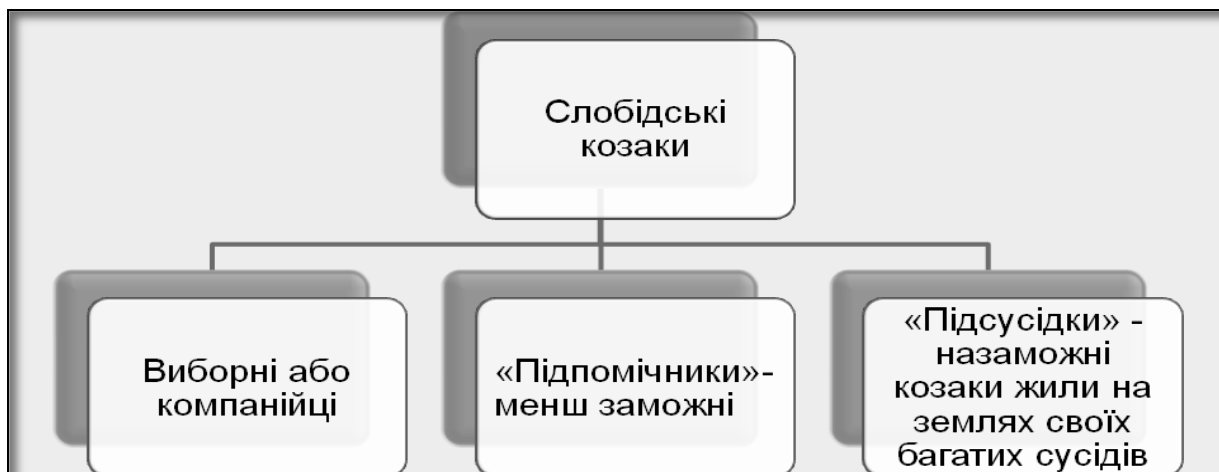 Слобідські
козаки
Виборні або
компанійці
«Підпомічники»-
менш заможні
«Підсусідки» -
назаможні
козаки жили на
землях своїх
багатих сусідів